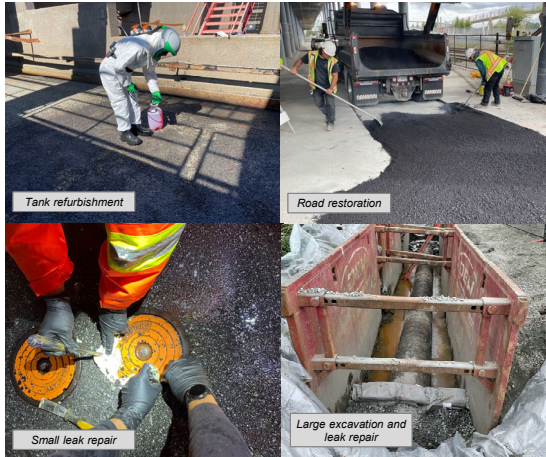 Tank refurbishment
Road restoration
Small leak repair
Large excavation and
leak repair